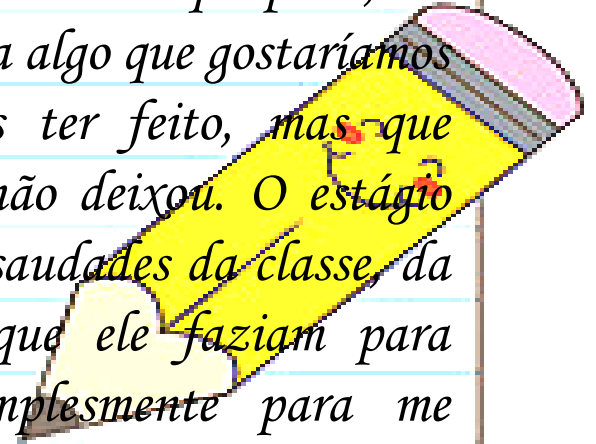 a algo que gostaríamos
s ter feito, mas que
não deixou. O estágio
saudades da classe, da
que ele faziam para
mplesmente para me